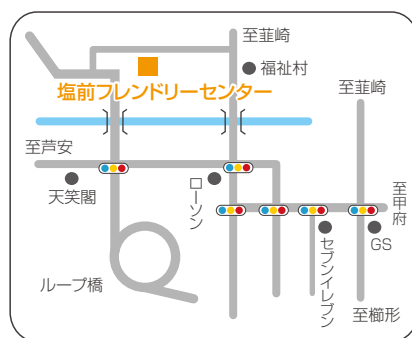 至韮崎
福祉村
塩前フレンドリーセンター
至韮崎
至芦安
天笑閣
ローソン
至甲府
セブンイレブン
GS
ループ橋
至櫛形